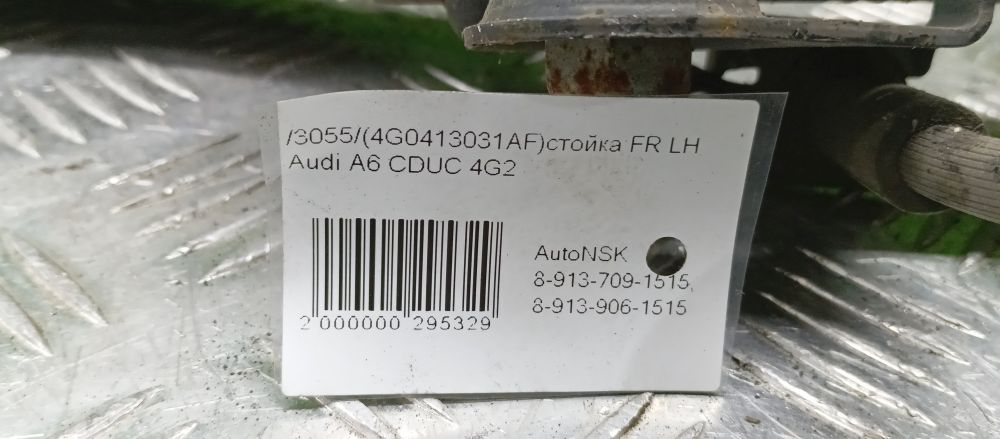 /3055/(4G0413031AF)стойка FR LH
Audi A6 CDUC 4G2
AutoNSK
8-913-709-1515,
8-913-906-1515
2 000000 295329